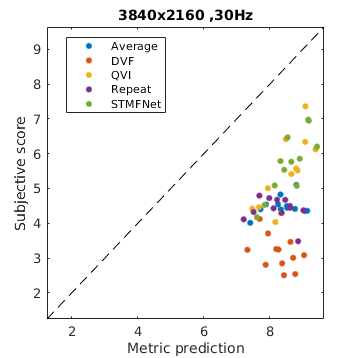 3840x2160 ,30Hz
Average
DVF
QVI
Repeat
STMFNet
Subjective score
9
8
7
6
5
4
3
2
2
4
6
8
Metric prediction